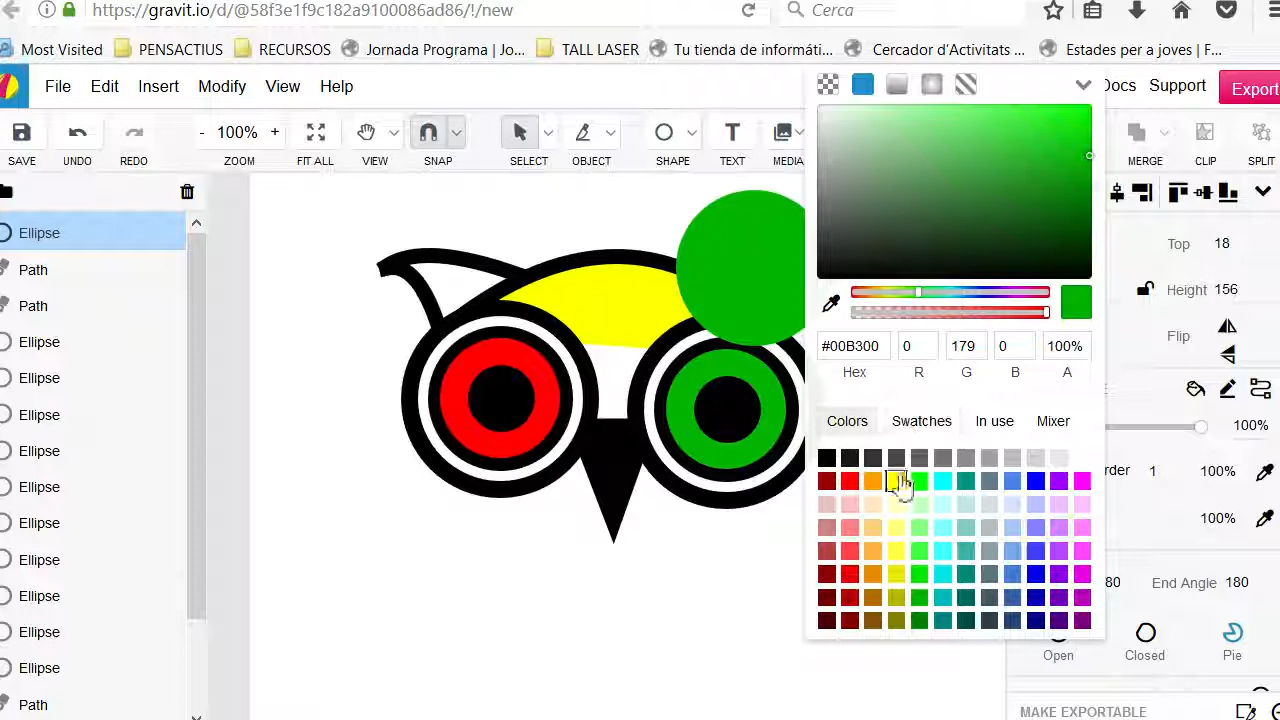 https://gravit.io/d/@58f3e1f9c182a9100086ad86/!/new
Cerca
Most Visited PENSACTIUS RECURSOS Jornada Programa | Jo... TALL LASER Tu tienda de informáti... Cercador d'Activitats ... Estades per a joves | F...
File Edit Insert Modify View Help
Support Export
- 100% +
SAVE UNDO REDO ZOOM FIT ALL VIEW SNAP SELECT OBJECT SHAPE TEXT MEDIA MERGE CLIP SPLIT
Ellipse
Path
Path
Ellipse
Ellipse
Ellipse
Ellipse
Ellipse
Ellipse
Ellipse
Ellipse
Ellipse
Ellipse
Path
#00B300 0 179 0 100%
Hex R G B A
Colors Swatches In use Mixer
Top 18
Height 156
Flip
100%
1 100%
100%
End Angle 180
Open Closed Pie
MAKE EXPORTABLE